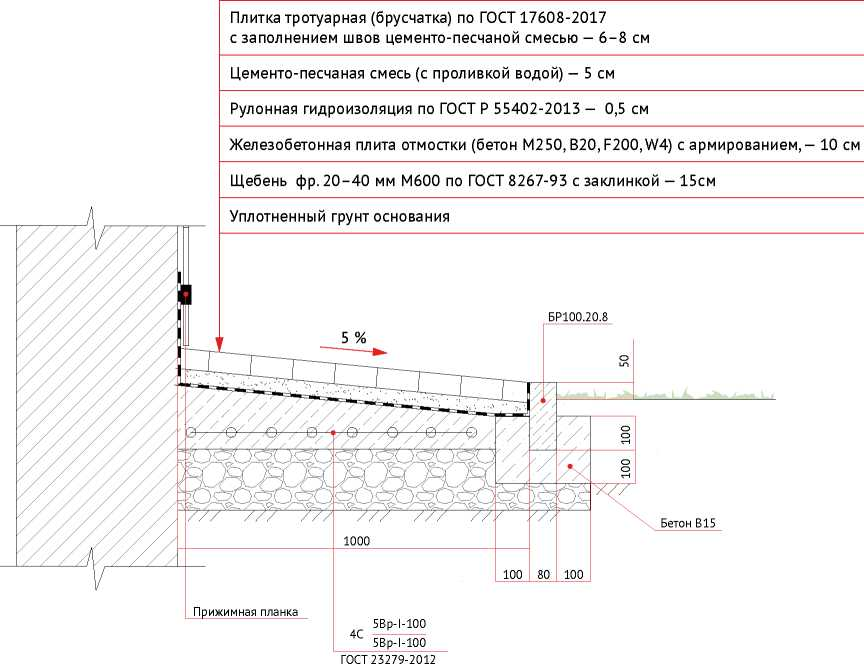 Плитка тротуарная (брусчатка) по ГОСТ 17608-2017
с заполнением швов цементо-песчаной смесью — 6–8 см
Цементо-песчаная смесь (с проливкой водой) — 5 см
Рулонная гидроизоляция по ГОСТ Р 55402-2013 — 0,5 см
Железобетонная плита отмостки (бетон М250, В20, F200, W4) с армированием, — 10 см
Щебень фр. 20–40 мм М600 по ГОСТ 8267-93 с заклинкой — 15см
Уплотненный грунт основания
БР100.20.8
5 %
50
100
100
Бетон В15
1000
100
80
100
Прижимная планка
4С
5Вр-I-100
5Вр-I-100
ГОСТ 23279-2012